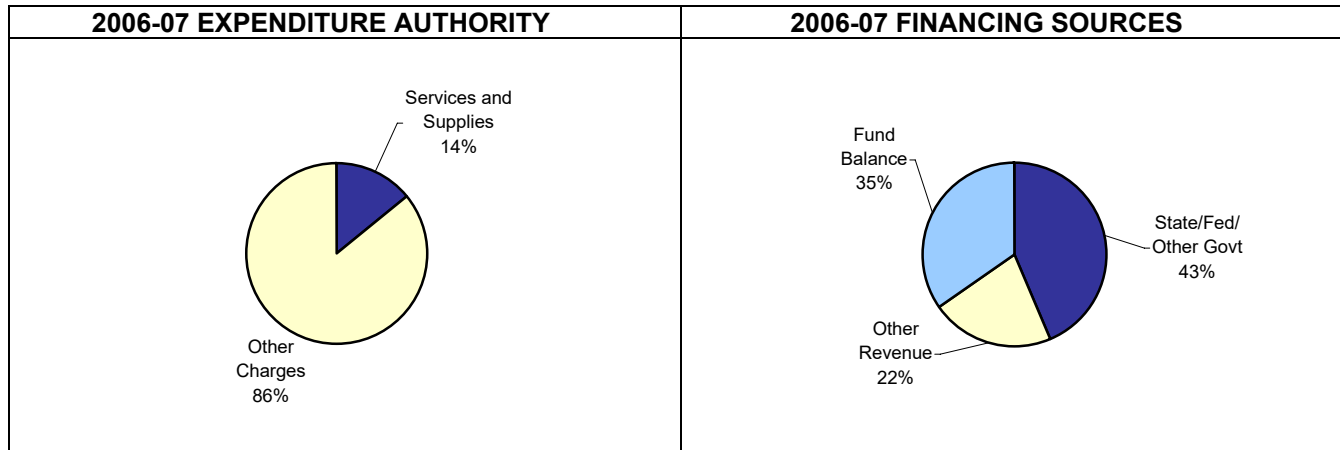 2006-07 EXPENDITURE AUTHORITY
Services and
Supplies
14%
Other
Charges
86%
2006-07 FINANCING SOURCES
Fund
Balance
35%
State/Fed/
Other Govt
43%
Other
Revenue
22%